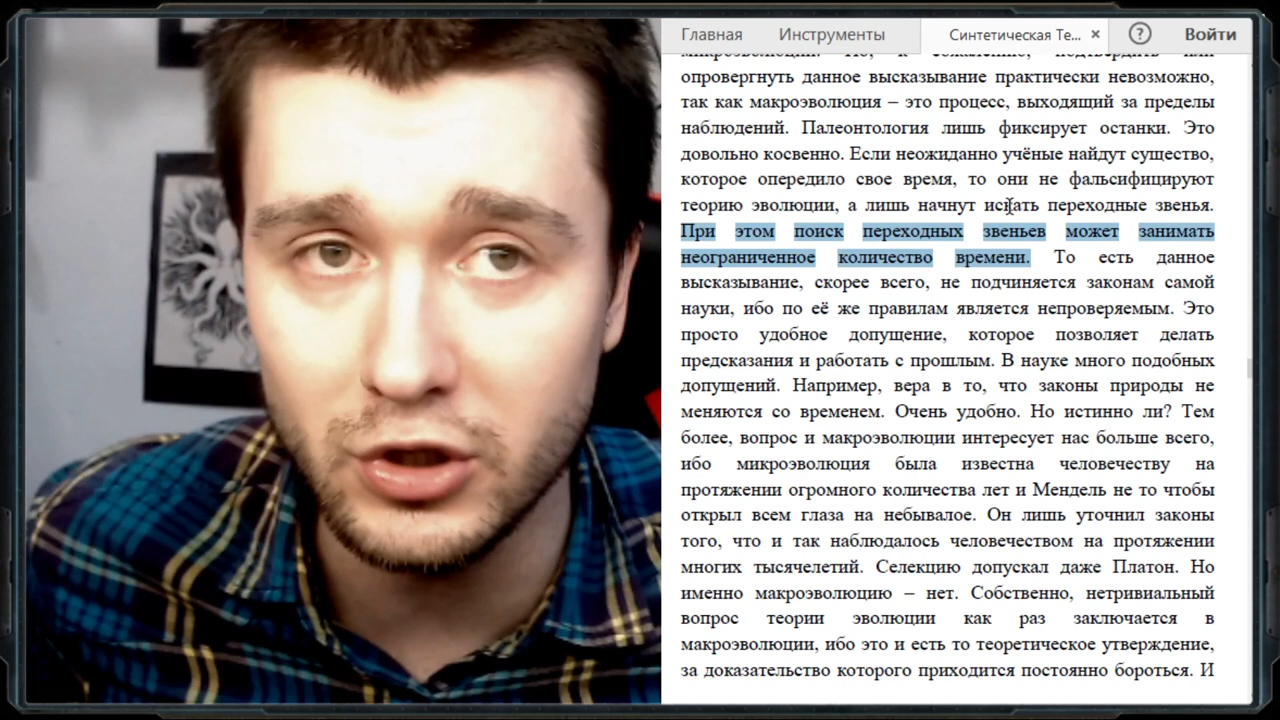 Главная Инструменты Синтетическая Те... × ? Войти
опровергнуть данное высказывание практически невозможно,
так как макроэволюция – это процесс, выходящий за пределы
наблюдений. Палеонтология лишь фиксирует останки. Это
довольно косвенно. Если неожиданно учёные найдут существо,
которое опередило свое время, то они не фальсифицируют
теорию эволюции, а лишь начнут искать переходные звенья.
При этом поиск переходных звеньев может занимать
неограниченное количество времени. То есть данное
высказывание, скорее всего, не подчиняется законам самой
науки, ибо по её же правилам является непроверяемым. Это
просто удобное допущение, которое позволяет делать
предсказания и работать с прошлым. В науке много подобных
допущений. Например, вера в то, что законы природы не
меняются со временем. Очень удобно. Но истинно ли? Тем
более, вопрос и макроэволюции интересует нас больше всего,
ибо микроэволюция была известна человечеству на
протяжении огромного количества лет и Мендель не то чтобы
открыл всем глаза на небывалое. Он лишь уточнил законы
того, что и так наблюдалось человечеством на протяжении
многих тысячелетий. Селекцию допускал даже Платон. Но
именно макроэволюцию – нет. Собственно, нетривиальный
вопрос теории эволюции как раз заключается в
макроэволюции, ибо это и есть то теоретическое утверждение,
за доказательство которого приходится постоянно бороться. И